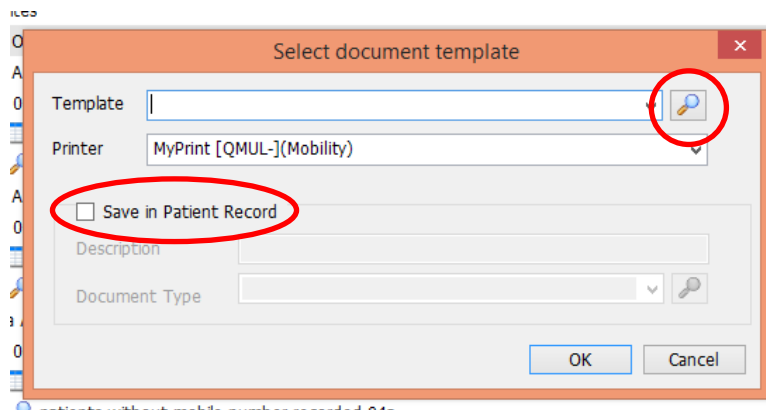 Select document template
Template
Printer MyPrint [QMUL-](Mobility)
Save in Patient Record
Description
Document Type
OK Cancel